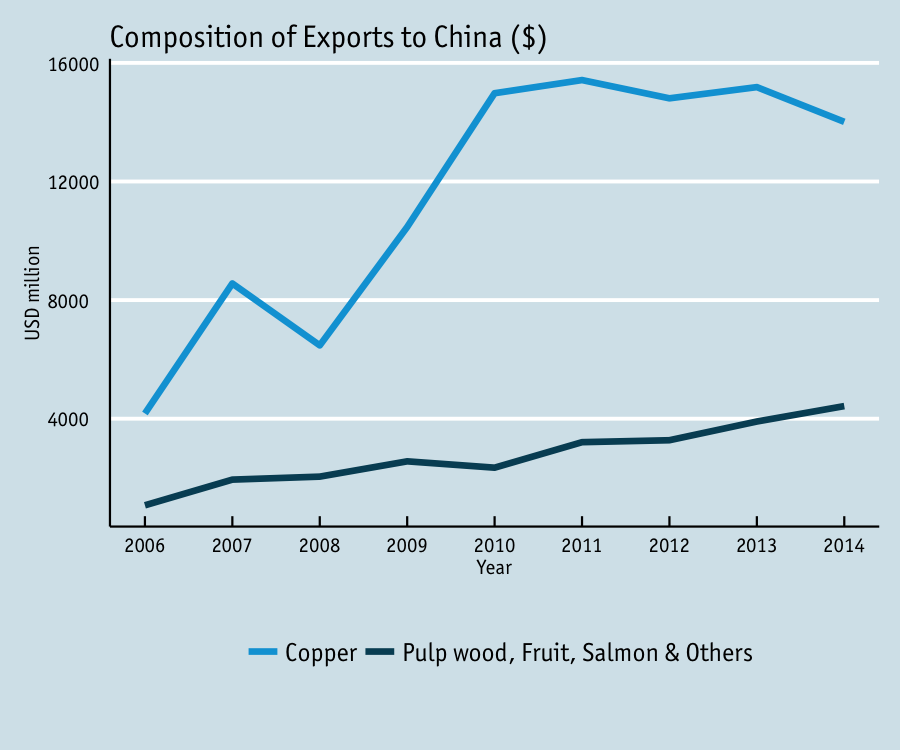 Composition of Exports to China ($)
16000
12000
8000
4000
USD million
2006 2007 2008 2009 2010 2011 2012 2013 2014
Year
Copper Pulp wood, Fruit, Salmon & Others